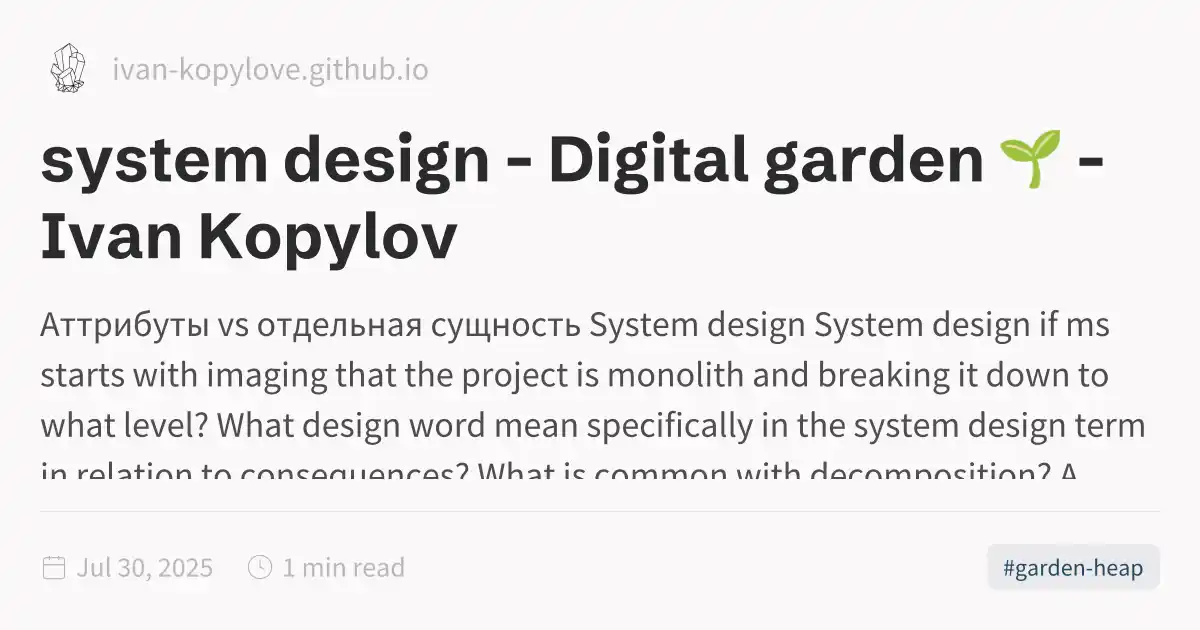 ivan-kopylove.github.io
system design - Digital garden 🌱 -
Ivan Kopylov
Аттрибуты vs отдельная сущность System design System design if ms
starts with imaging that the project is monolith and breaking it down to
what level? What design word mean specifically in the system design term
in relation to consequences? What is common with decomposition? A
Jul 30, 2025
1 min read
#garden-heap